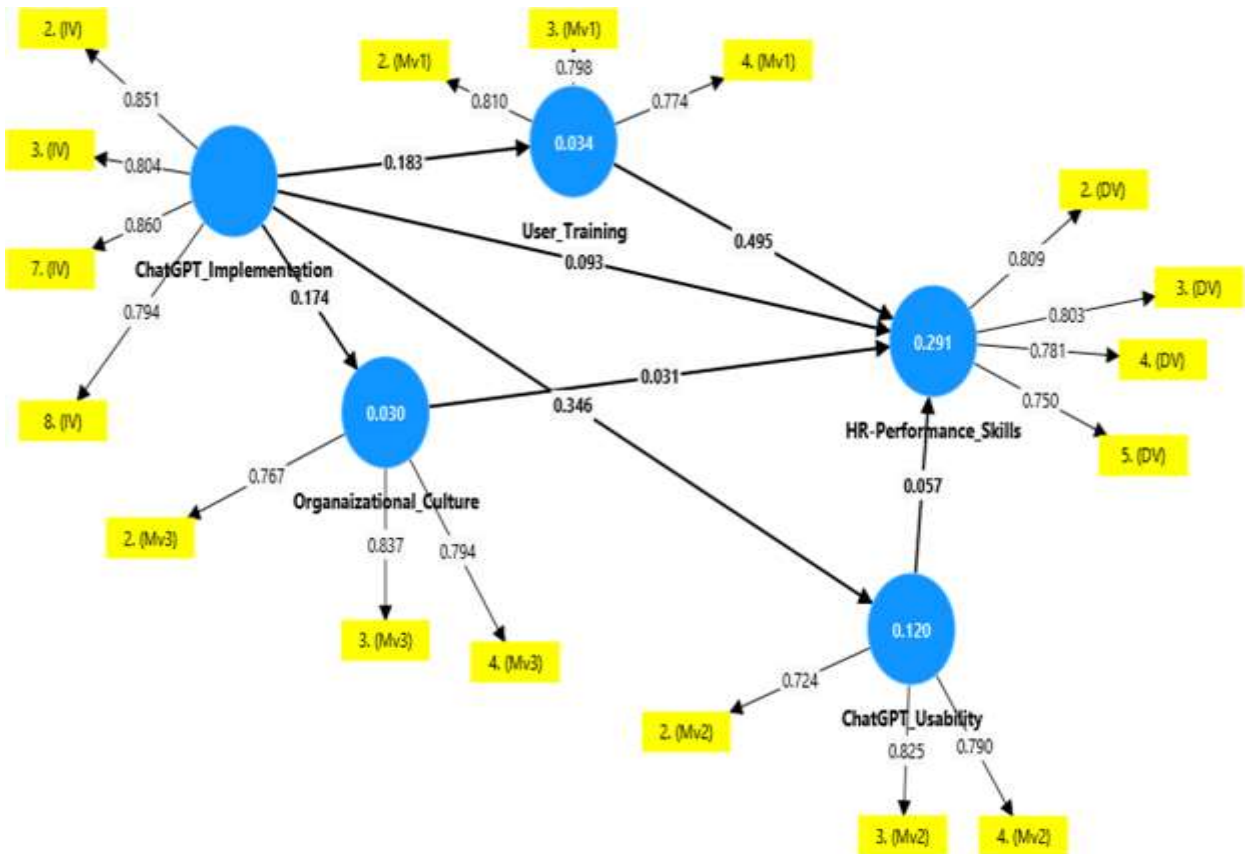 2. (IV)
3. (Mv1)
2. (Mv1)
0.798
4. (Mv1)
0.851
0.810
0.774
3. (IV)
0.804
0.183
0.034
0.860
2. (DV)
7. (IV)
User_Training
0.495
0.809
ChatGPT_Implementation
0.093
3. (DV)
0.794
0.174
0.803
0.291
0.781
4. (DV)
0.031
0.750
8. (IV)
0.030
0.346
HR-Performance_Skills
5. (DV)
0.767
Organaizational_Culture
0.057
2. (Mv3)
0.837
0.794
3. (Mv3)
4. (Mv3)
0.120
0.724
ChatGPT_Usability
2. (Mv2)
0.825
0.790
3. (Mv2)
4. (Mv2)